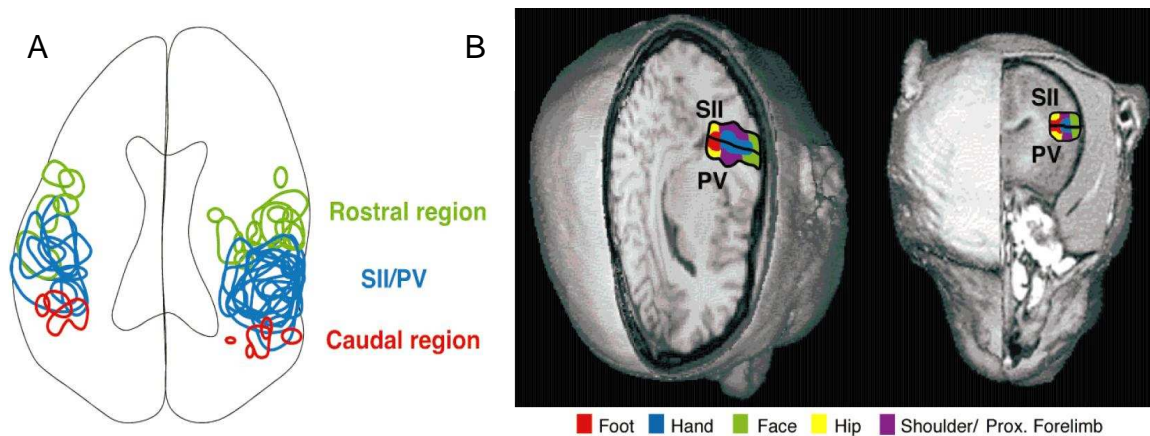 A
Rostral region
SII/PV
Caudal region
B
SII
PV
SII
PV
Foot Hand Face Hip Shoulder/ Prox. Forelimb